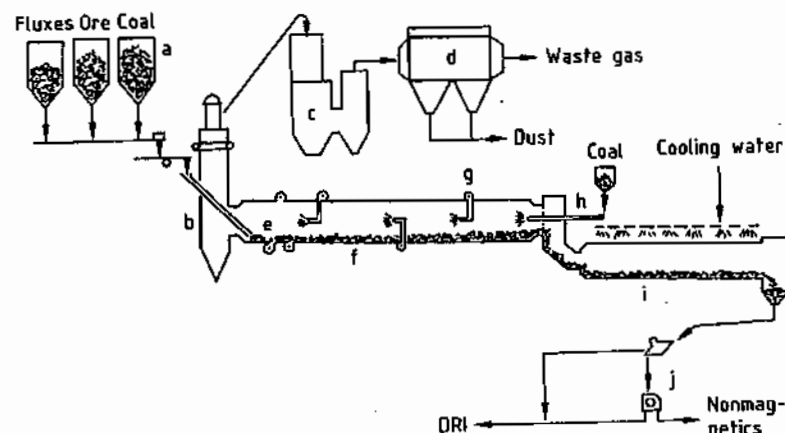 Fluxes Ore Coal
a
b
c
d
Waste gas
Dust
e
f
g
Coal
h
Cooling water
i
j
DRI
Nonmag-
netics